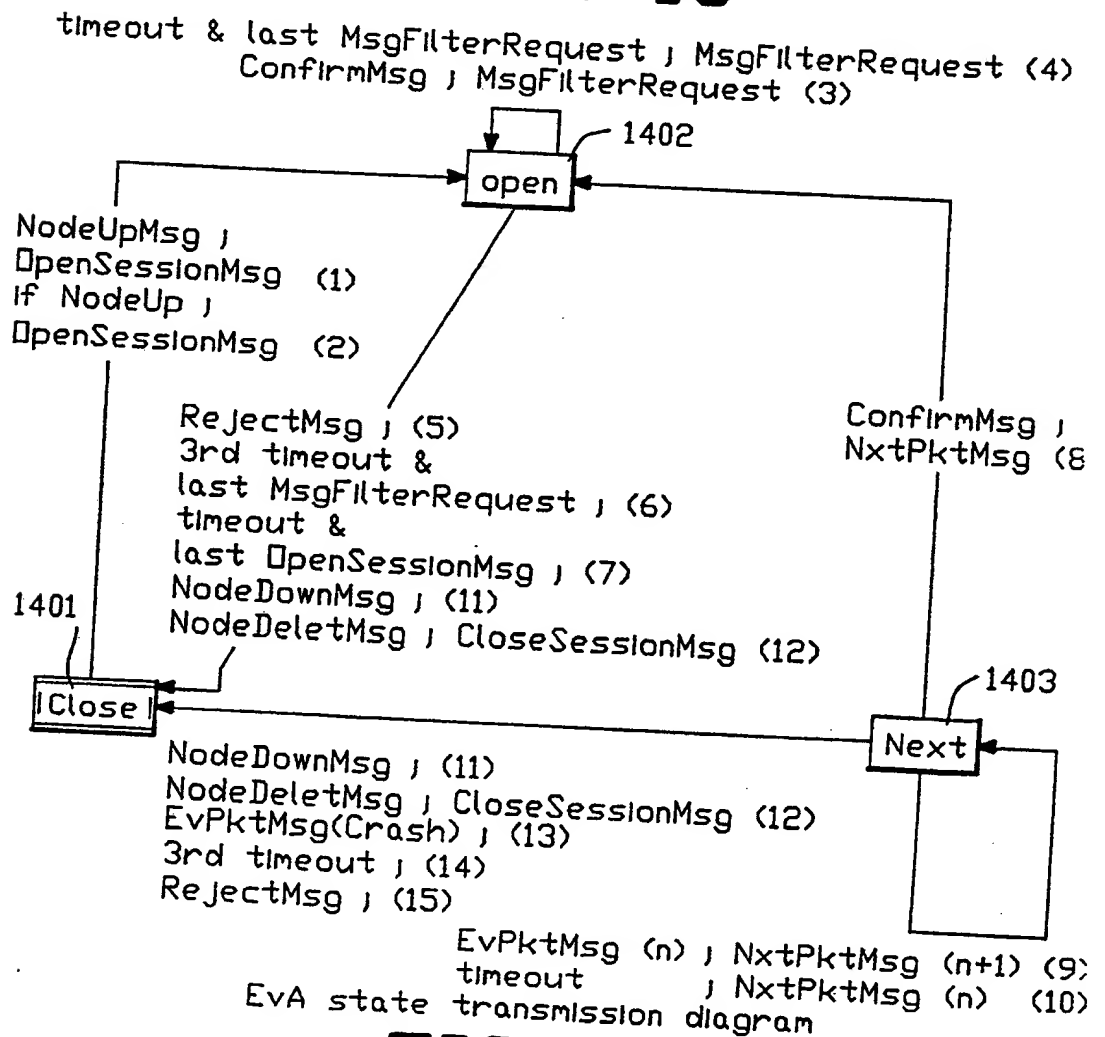 timeout & last MsgFilterRequest ; MsgFilterRequest (4)
ConfirmMsg ; MsgFilterRequest (3)
1402
open
NodeUpMsg ;
OpenSessionMsg (1)
if NodeUp ;
OpenSessionMsg (2)
ConfirmMsg ;
NxtPktMsg (8
RejectMsg ; (5)
3rd timeout &
last MsgFilterRequest ; (6)
timeout &
last OpenSessionMsg ; (7)
NodeDownMsg ; (11)
NodeDeletMsg ; CloseSessionMsg (12)
1401
Close
1403
Next
NodeDownMsg ; (11)
NodeDeletMsg ; CloseSessionMsg (12)
EvPktMsg(Crash) ; (13)
3rd timeout ; (14)
RejectMsg ; (15)
EvPktMsg (n) ; NxtPktMsg (n+1) (9)
timeout ; NxtPktMsg (n) (10)
EvA state transmission diagram